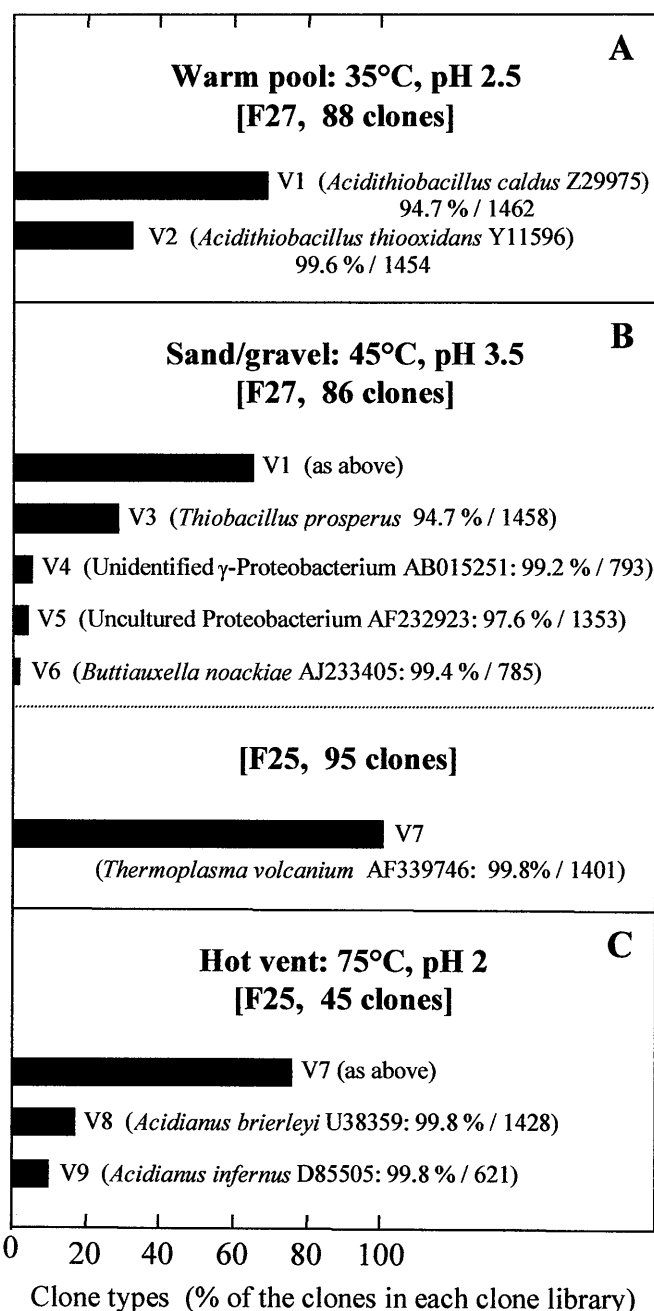 A
Warm pool: 35°C, pH 2.5
[F27, 88 clones]
V1 (Acidithiobacillus caldus Z29975)
94.7 % / 1462
V2 (Acidithiobacillus thiooxidans Y11596)
99.6 % / 1454
B
Sand/gravel: 45°C, pH 3.5
[F27, 86 clones]
V1 (as above)
V3 (Thiobacillus prosperus 94.7 % / 1458)
V4 (Unidentified γ-Proteobacterium AB015251: 99.2 % / 793)
V5 (Uncultured Proteobacterium AF232923: 97.6 % / 1353)
V6 (Buttiauxella noackiae AJ233405: 99.4 % / 785)
[F25, 95 clones]
V7
(Thermoplasma volcanium AF339746: 99.8% / 1401)
C
Hot vent: 75°C, pH 2
[F25, 45 clones]
V7 (as above)
V8 (Acidianus brierleyi U38359: 99.8 % / 1428)
V9 (Acidianus infernus D85505: 99.8 % / 621)
0 20 40 60 80 100
Clone types (% of the clones in each clone library)